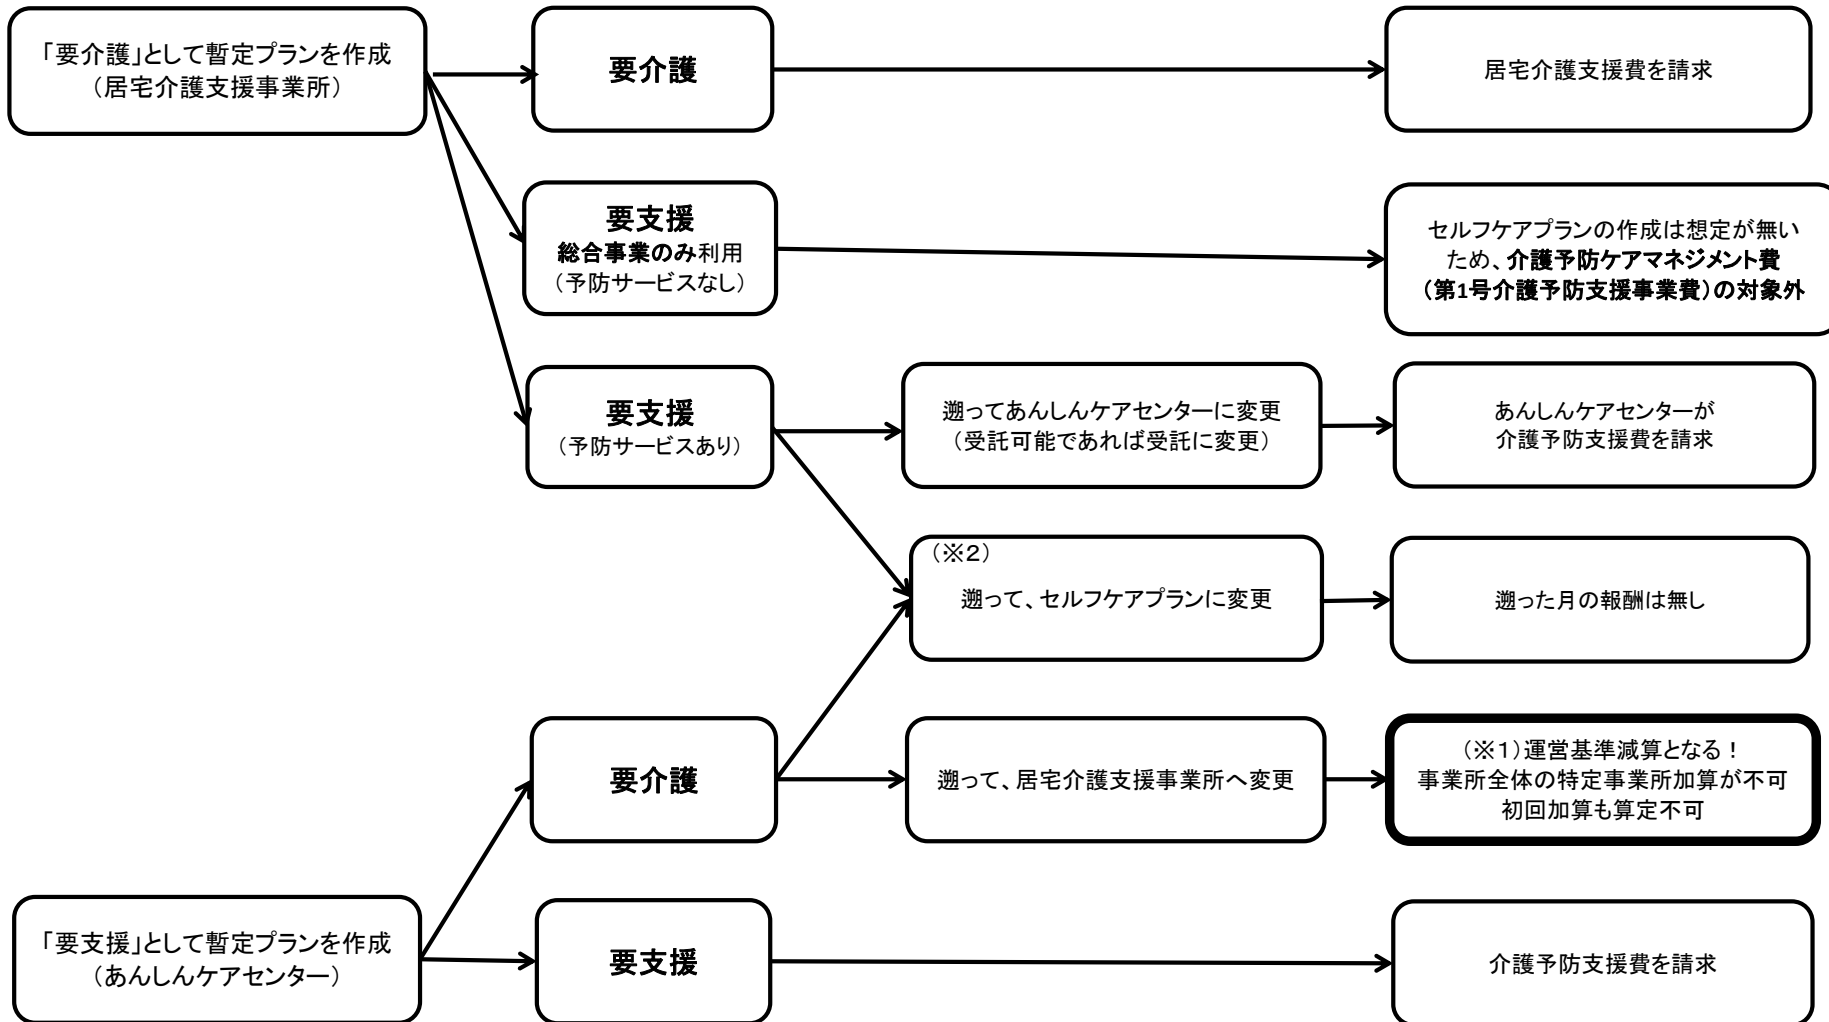 「要介護」として暫定プランを作成
（居宅介護支援事業所）
要介護
居宅介護支援費を請求
要支援
総合事業のみ利用
（予防サービスなし）
セルフケアプランの作成は想定が無い
ため、介護予防ケアマネジメント費
（第1号介護予防支援事業費）の対象外
要支援
（予防サービスあり）
遡ってあんしんケアセンターに変更
（受託可能であれば受託に変更）
あんしんケアセンターが
介護予防支援費を請求
（※２）
遡って、セルフケアプランに変更
遡った月の報酬は無し
要介護
遡って、居宅介護支援事業所へ変更
（※１）運営基準減算となる！
事業所全体の特定事業所加算が不可
初回加算も算定不可
「要支援」として暫定プランを作成
（あんしんケアセンター）
要支援
介護予防支援費を請求